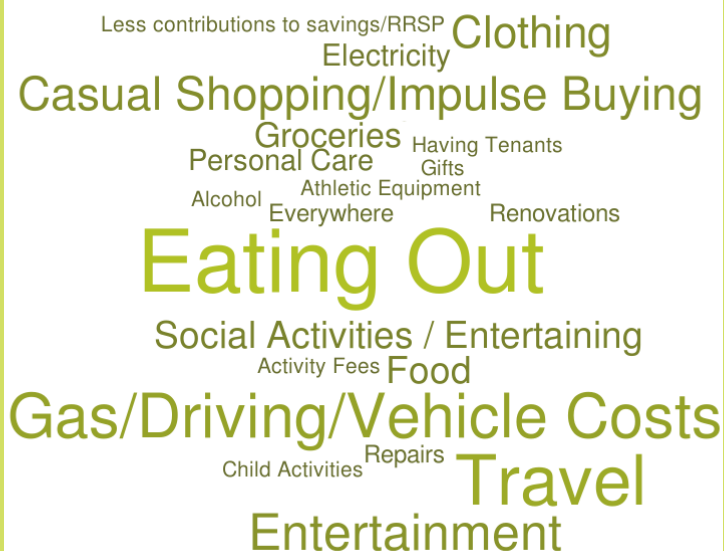 Less contributions to savings/RRSP Clothing
Electricity
Casual Shopping/Impulse Buying
Groceries Having Tenants
Personal Care Gifts
Athletic Equipment
Alcohol Everywhere Renovations
Eating Out
Social Activities / Entertaining
Activity Fees Food
Gas/Driving/Vehicle Costs
Child Activities Repairs Travel
Entertainment